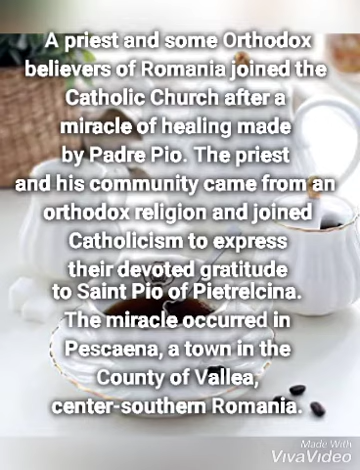 A priest and some Orthodox
believers of Romania joined the
Catholic Church after a
miracle of healing made
by Padre Pio. The priest
and his community came from an
orthodox religion and joined
Catholicism to express
their devoted gratitude
to Saint Pio of Pietrelcina.
The miracle occurred in
Pescaena, a town in the
County of Vallea,
center-southern Romania.
Made With
VivaVideo